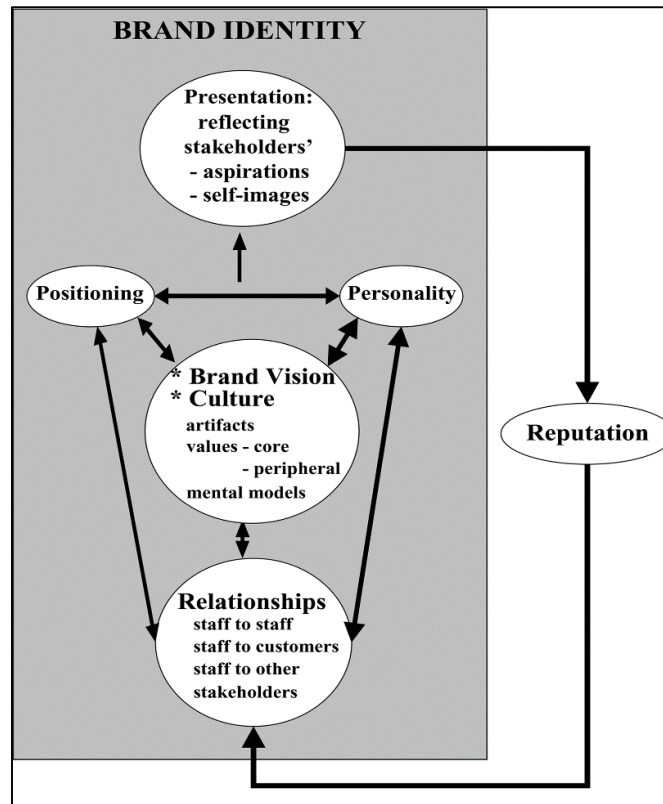 BRAND IDENTITY
Presentation:
reflecting
stakeholders’
- aspirations
- self-images
Positioning
Personality
* Brand Vision
* Culture
artifacts
values - core
- peripheral
mental models
Reputation
Relationships
staff to staff
staff to customers
staff to other
stakeholders